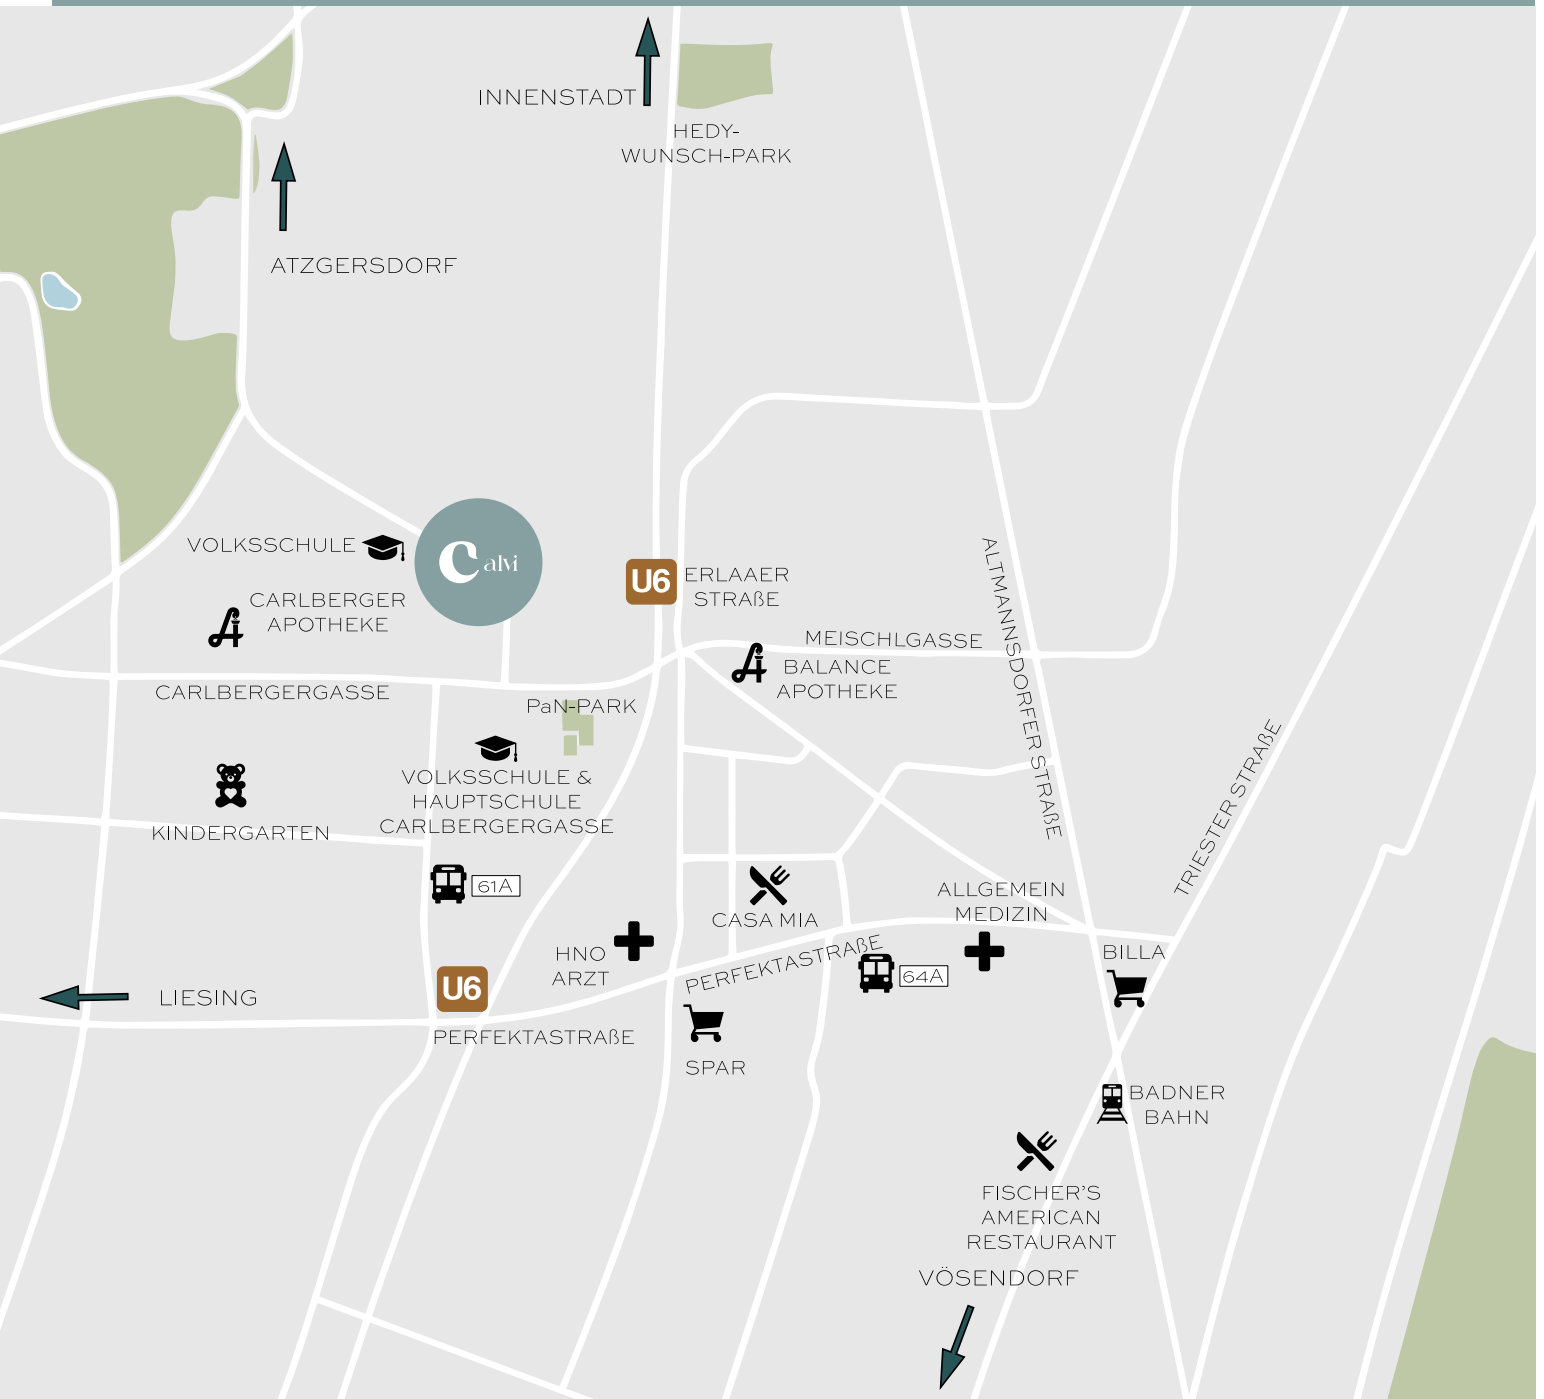 INNENSTADT
HEDY-
WUNSCH-PARK
ATZGERSDORF
VOLKSSCHULE
Calvi
U6
ERLAAER
STRAßE
CARLBERGER
APOTHEKE
ALTMANNSDORFER STRAßE
MEISCHLGASSE
BALANCE
APOTHEKE
CARLBERGERGASSE
PaN-PARK
TRIESTER STRAßE
VOLKSSCHULE &
HAUPTSCHULE
CARLBERGERGASSE
KINDERGARTEN
61A
CASA MIA
ALLGEMEIN
MEDIZIN
HNO
ARZT
PERFEKTASTRAßE
64A
BILLA
LIESING
U6
PERFEKTASTRAßE
SPAR
BADNER
BAHN
FISCHER’S
AMERICAN
RESTAURANT
VÖSENDORF